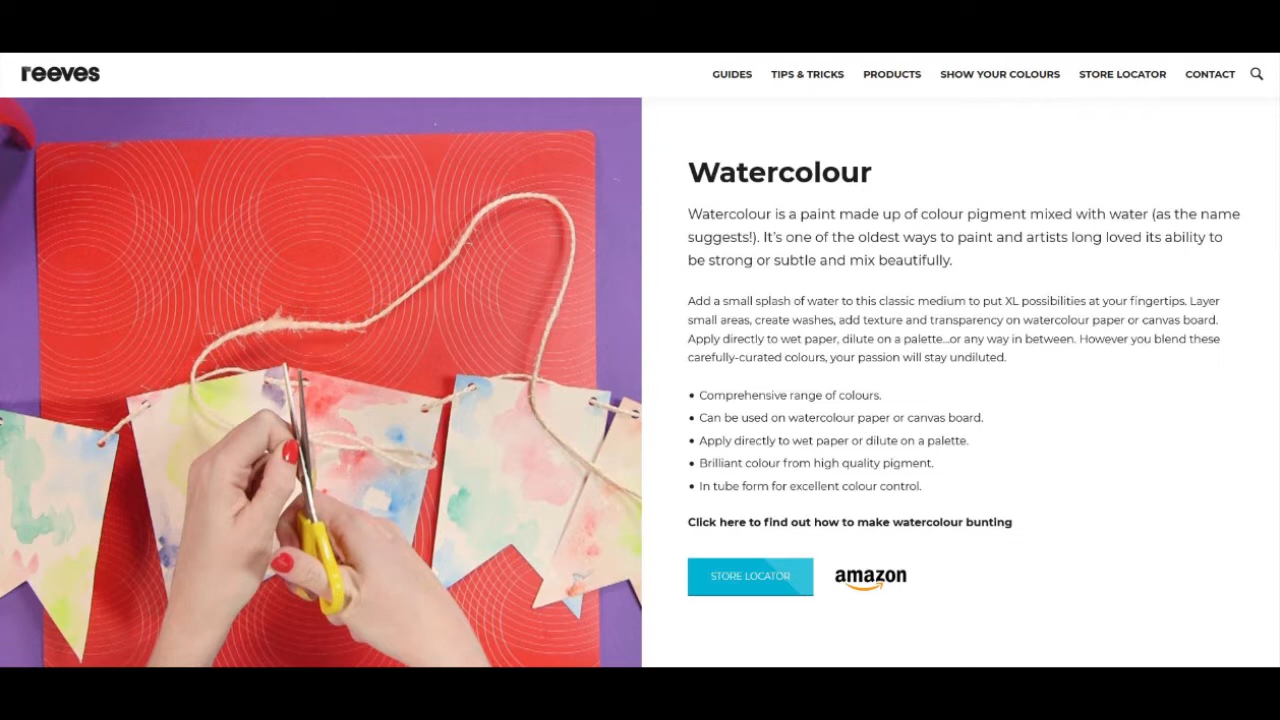 reeves
GUIDES TIPS & TRICKS PRODUCTS SHOW YOUR COLOURS STORE LOCATOR CONTACT
Watercolour
Watercolour is a paint made up of colour pigment mixed with water (as the name
suggests!). It’s one of the oldest ways to paint and artists long loved its ability to
be strong or subtle and mix beautifully.
Add a small splash of water to this classic medium to put XL possibilities at your fingertips. Layer
small areas, create washes, add texture and transparency on watercolour paper or canvas board.
Apply directly to wet paper, dilute on a palette...or any way in between. However you blend these
carefully-curated colours, your passion will stay undiluted.
• Comprehensive range of colours.
• Can be used on watercolour paper or canvas board.
• Apply directly to wet paper or dilute on a palette.
• Brilliant colour from high quality pigment.
• In tube form for excellent colour control.
Click here to find out how to make watercolour bunting
STORE LOCATOR amazon